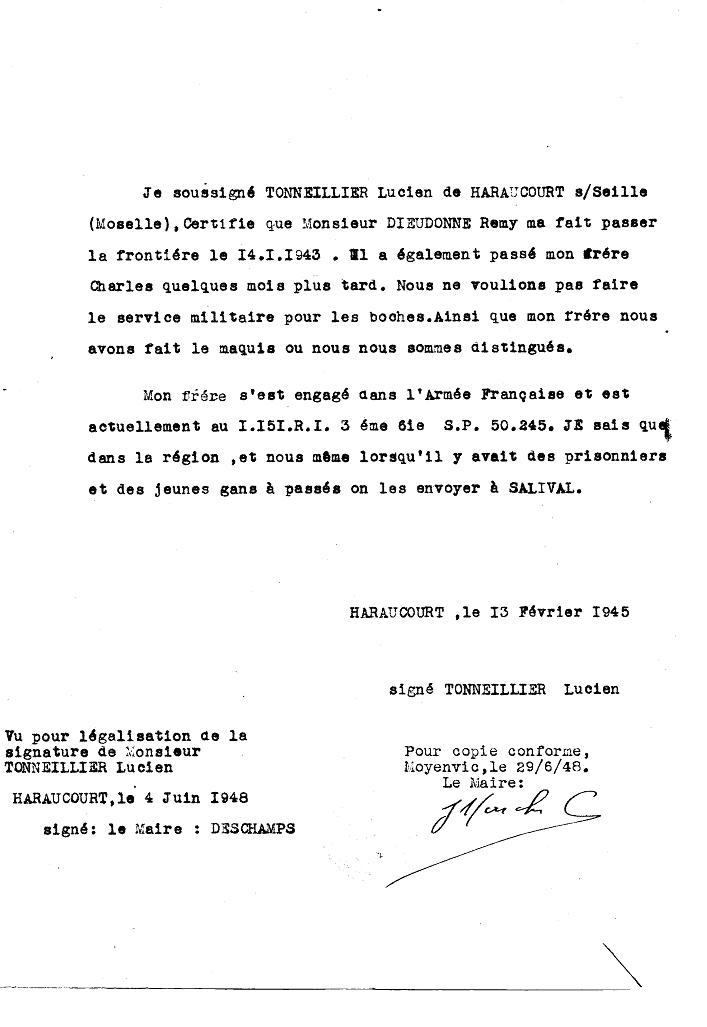 Je soussigné TONNEILLIER Lucien de HARAUCOURT s/Seille
(Moselle),Certifie que Monsieur DIEUDONNE Remy ma fait passer
la frontiére le I4.I.I943 . Il a également passé mon frére
Charles quelques mois plus tard. Nous ne voulions pas faire
le service militaire pour les boches.Ainsi que mon frére nous
avons fait le maquis ou nous nous sommes distingués.
Mon frére s'est engagé dans l'Armée Française et est
actuellement au I.I5I.R.I. 3 éme 6ie S.P. 50.245. JE sais que
dans la région ,et nous même lorsqu'il y avait des prisonniers
et des jeunes gans à passés on les envoyer à SALIVAL.
HARAUCOURT ,le I3 Février I945
signé TONNEILLIER Lucien
Vu pour légalisation de la
signature de Monsieur
TONNEILLIER Lucien
HARAUCOURT,le 4 Juin I948
signé: le Maire : DESCHAMPS
Pour copie conforme,
Moyenvic,le 29/6/48.
Le Maire: